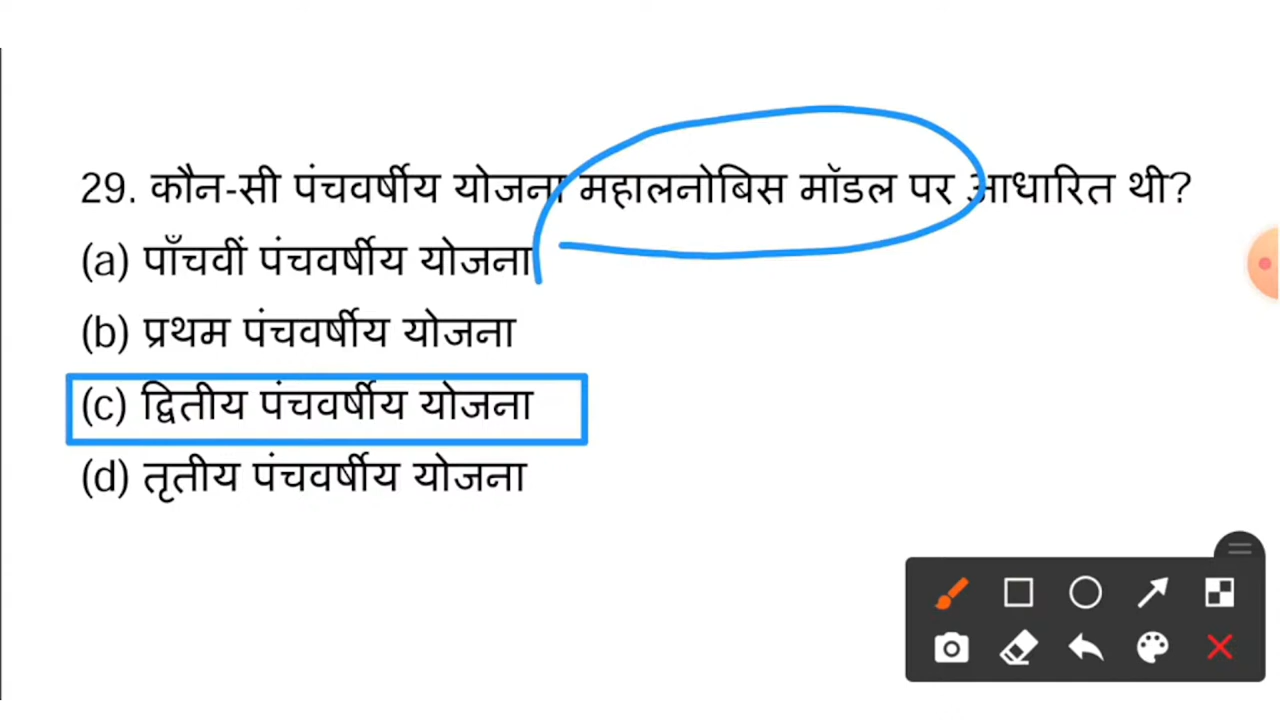 29. कौन-सी पंचवर्षीय योजना महालनोबिस मॉडल पर आधारित थी?
(a) पाँचवीं पंचवर्षीय योजना
(b) प्रथम पंचवर्षीय योजना
(c) द्वितीय पंचवर्षीय योजना
(d) तृतीय पंचवर्षीय योजना